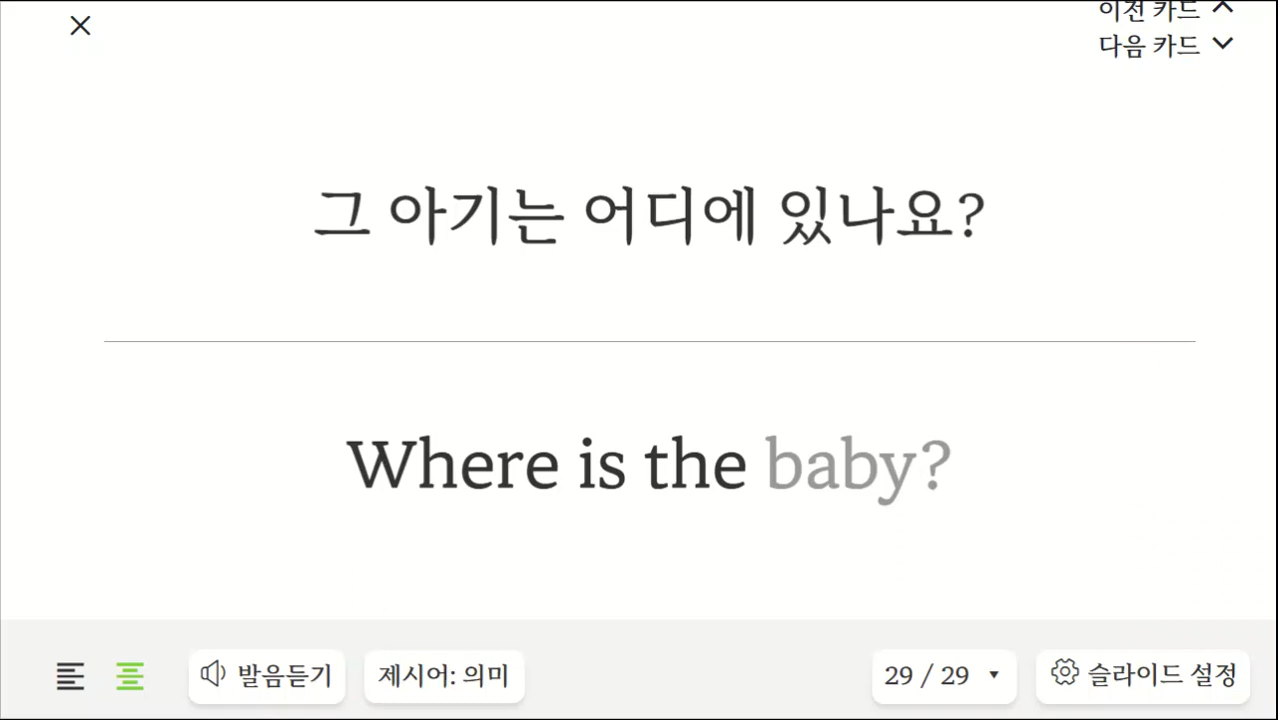 이전 카드
다음 카드
그 아기는 어디에 있나요?
Where is the baby?
발음듣기
제시어: 의미
29 / 29
슬라이드 설정